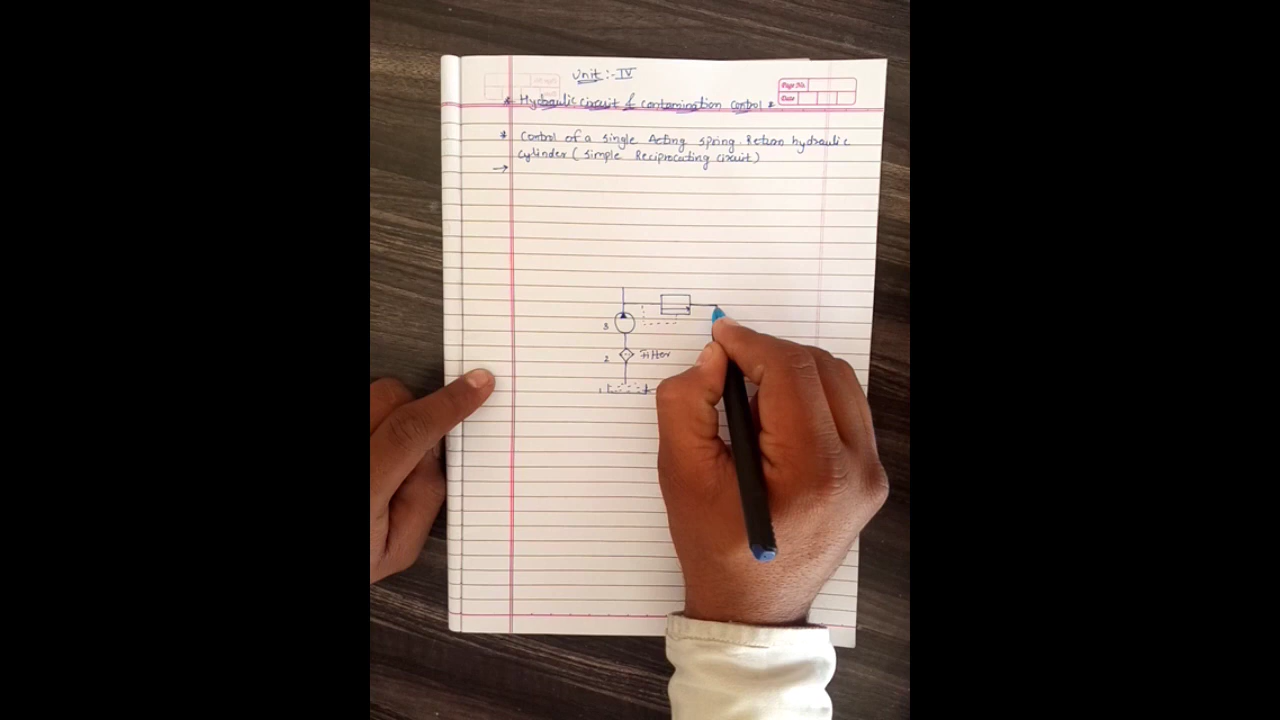 Unit :- IV
Page No.
* Hydraulic circuit & contamination control *
Date
* Control of a single Acting spring Return hydraulic
cylinder ( simple Reciprocating circuit )
→
3
2 Filter
1